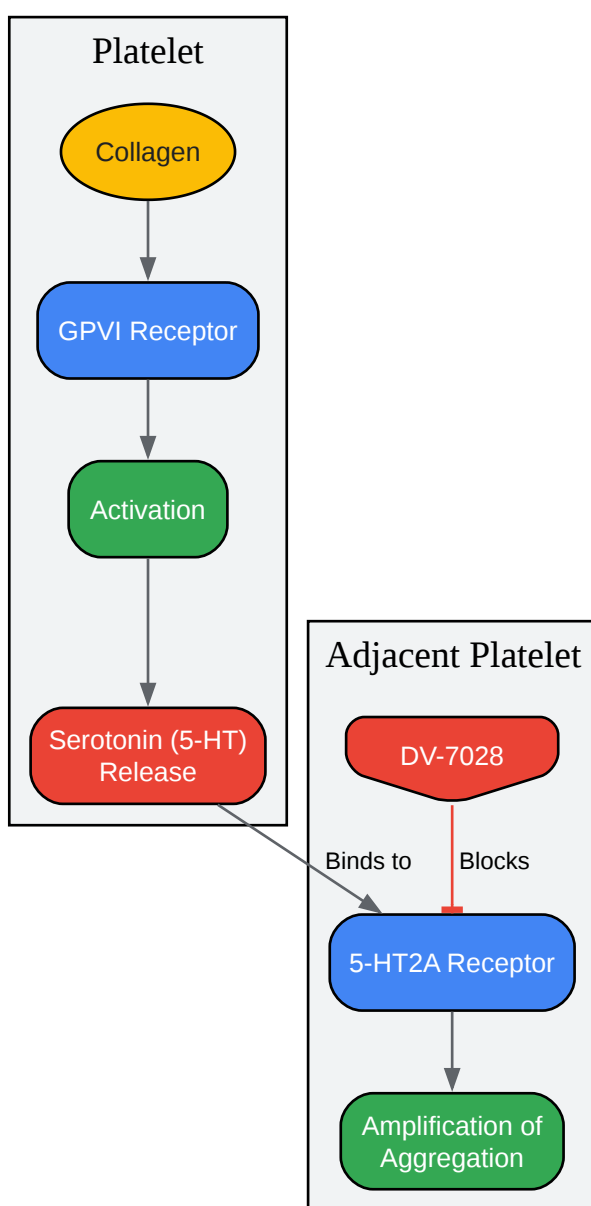 Platelet
Collagen
GPVI Receptor
Activation
Serotonin (5-HT)
Release
Adjacent Platelet
DV-7028
Binds to
Blocks
5-HT2A Receptor
Amplification of
Aggregation